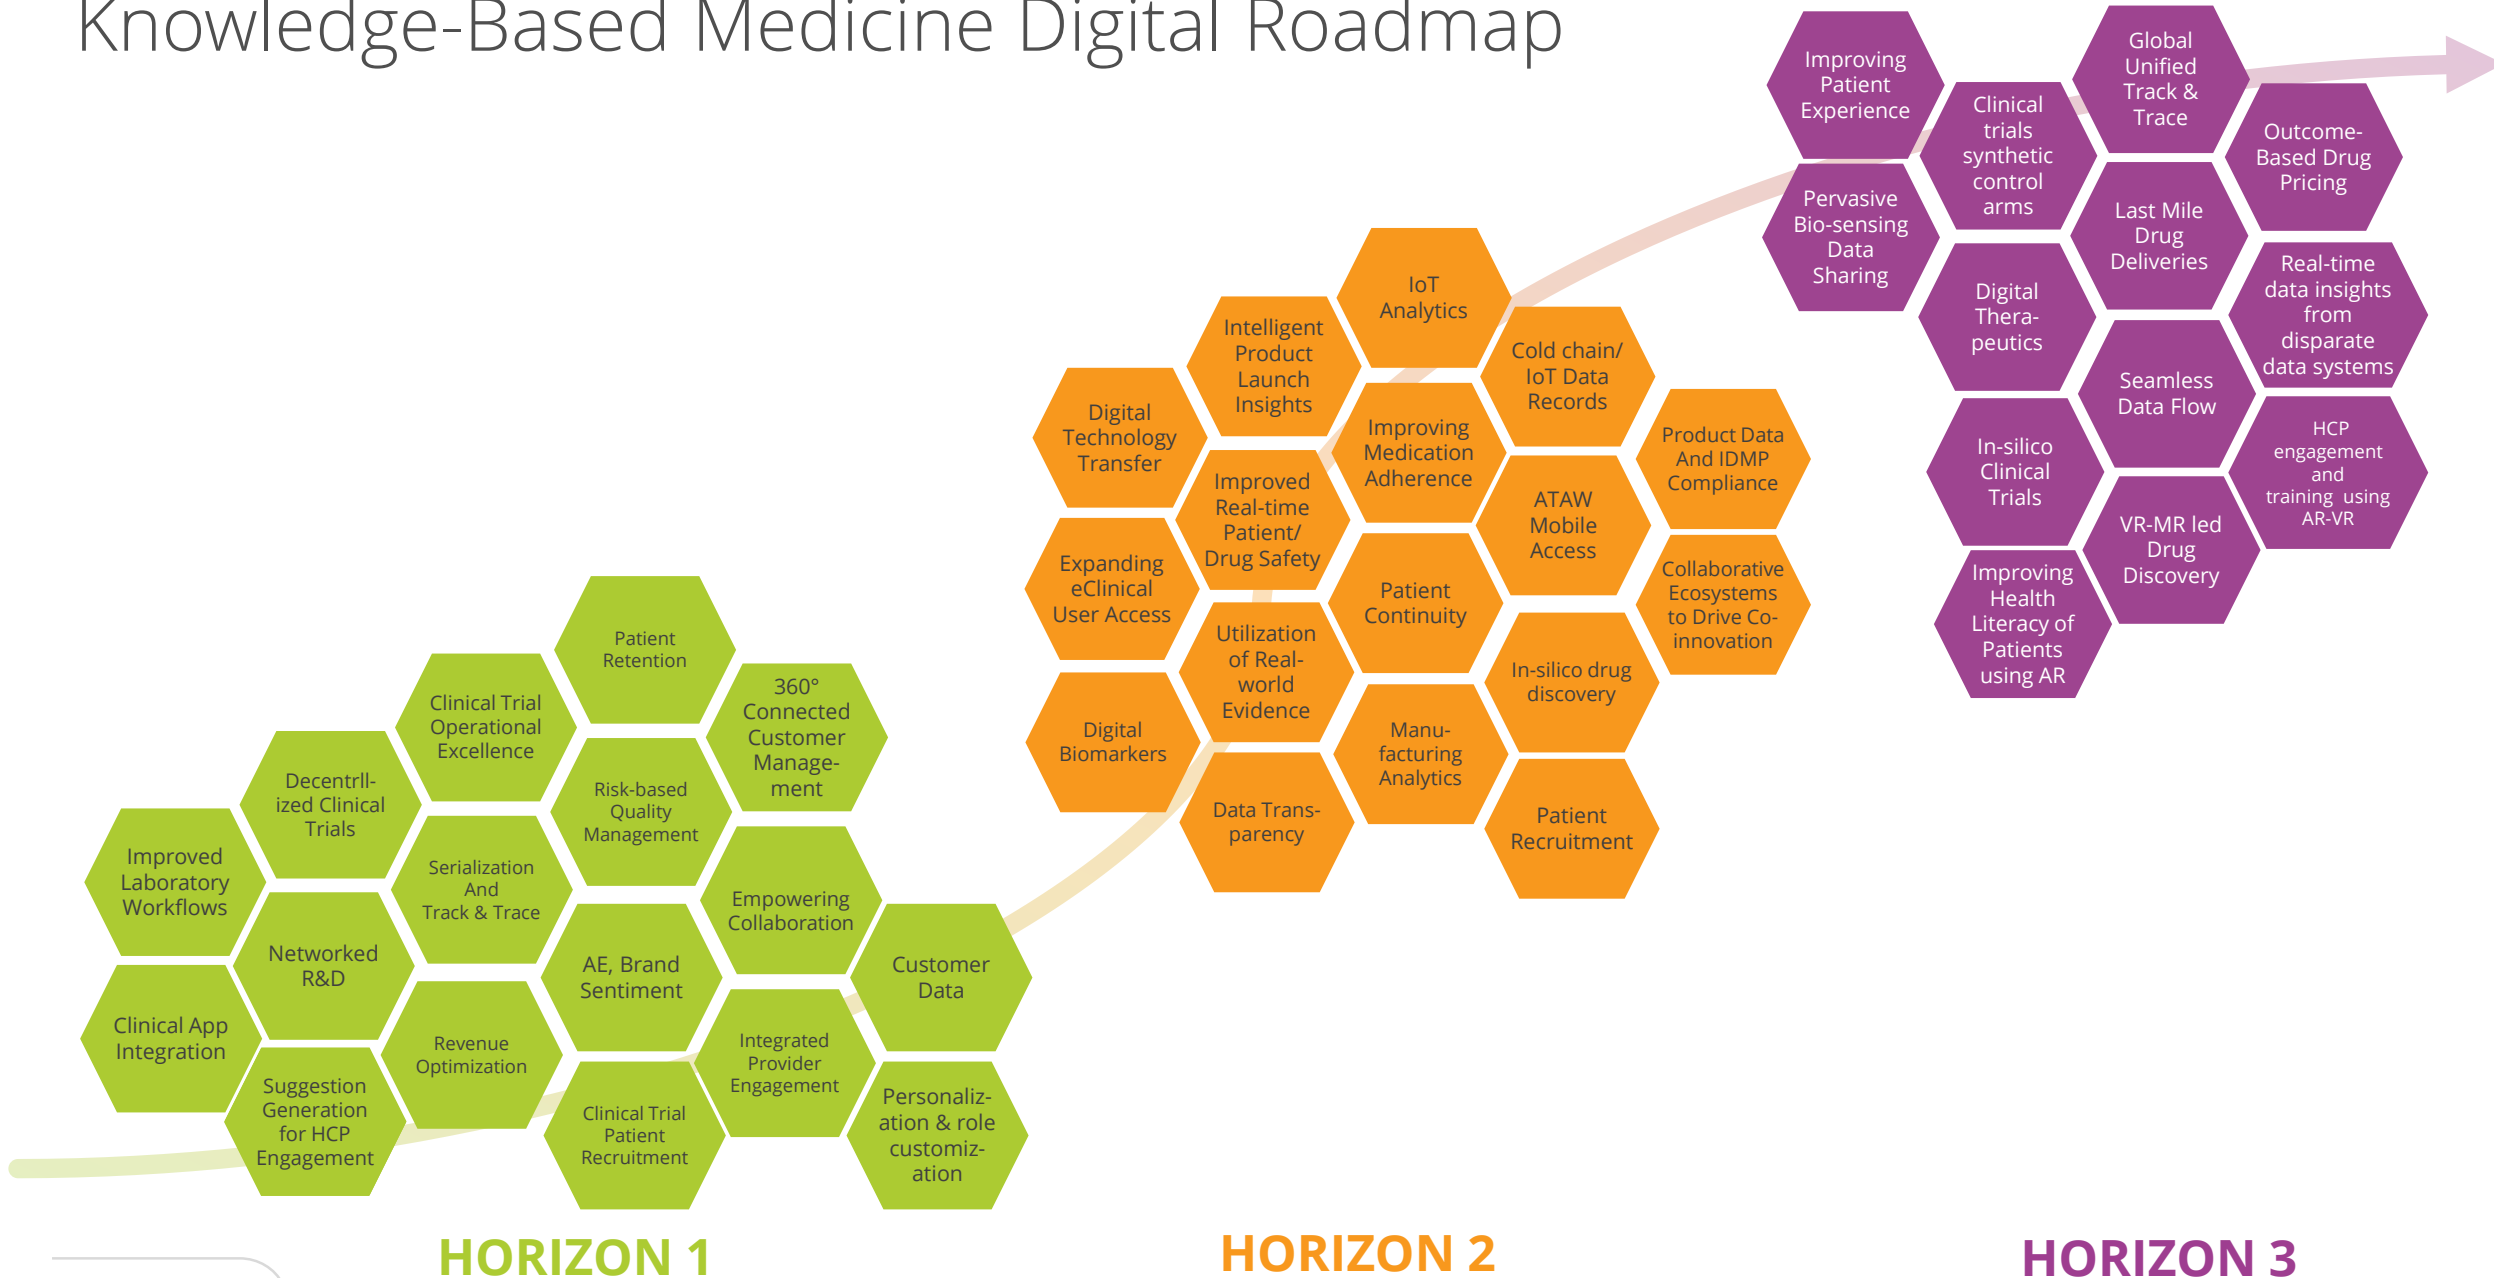 Knowledge-Based Medicine Digital Roadmap
Improved
Laboratory
Workflows
Clinical App
Integration
Decentrll-
ized Clinical
Trials
Networked
R&D
Suggestion
Generation
for HCP
Engagement
Clinical Trial
Operational
Excellence
Serialization
And
Track & Trace
Revenue
Optimization
Patient
Retention
Risk-based
Quality
Management
AE, Brand
Sentiment
Clinical Trial
Patient
Recruitment
360°
Connected
Customer
Manage-
ment
Empowering
Collaboration
Integrated
Provider
Engagement
Customer
Data
Personaliz-
ation & role
customiz-
ation
HORIZON 1
Digital
Technology
Transfer
Expanding
eClinical
User Access
Digital
Biomarkers
Intelligent
Product
Launch
Insights
Improved
Real-time
Patient/
Drug Safety
Utilization
of Real-
world
Evidence
Data Trans-
parency
IoT
Analytics
Improving
Medication
Adherence
Patient
Continuity
Manu-
facturing
Analytics
Cold chain/
IoT Data
Records
ATAW
Mobile
Access
In-silico drug
discovery
Patient
Recruitment
Product Data
And IDMP
Compliance
Collaborative
Ecosystems
to Drive Co-
innovation
HORIZON 2
Improving
Patient
Experience
Pervasive
Bio-sensing
Data
Sharing
Clinical
trials
synthetic
control
arms
Digital
Thera-
peutics
In-silico
Clinical
Trials
Improving
Health
Literacy of
Patients
using AR
Global
Unified
Track &
Trace
Last Mile
Drug
Deliveries
Seamless
Data Flow
VR-MR led
Drug
Discovery
Outcome-
Based Drug
Pricing
Real-time
data insights
from
disparate
data systems
HCP
engagement
and
training using
AR-VR
HORIZON 3